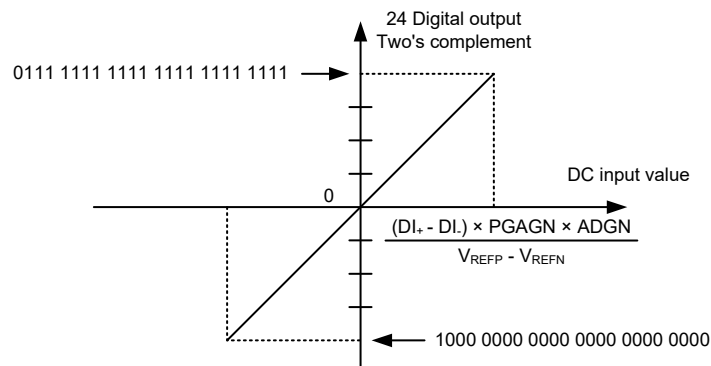 24 Digital output
Two's complement
0111 1111 1111 1111 1111 1111
DC input value
0
(DI+ - DI-) × PGAGN × ADGN
VREFP - VREFN
1000 0000 0000 0000 0000 0000